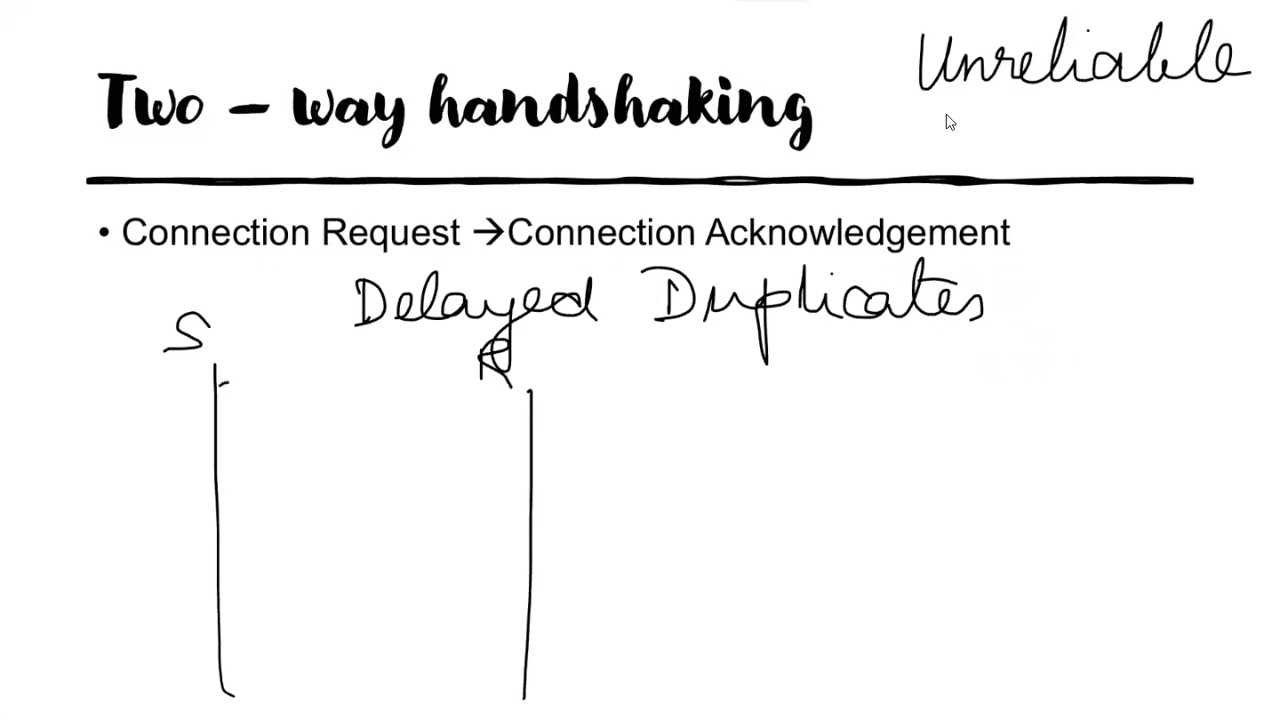 Unreliable
Two - way handshaking
• Connection Request →Connection Acknowledgement
Delayed Duplicates
S
R